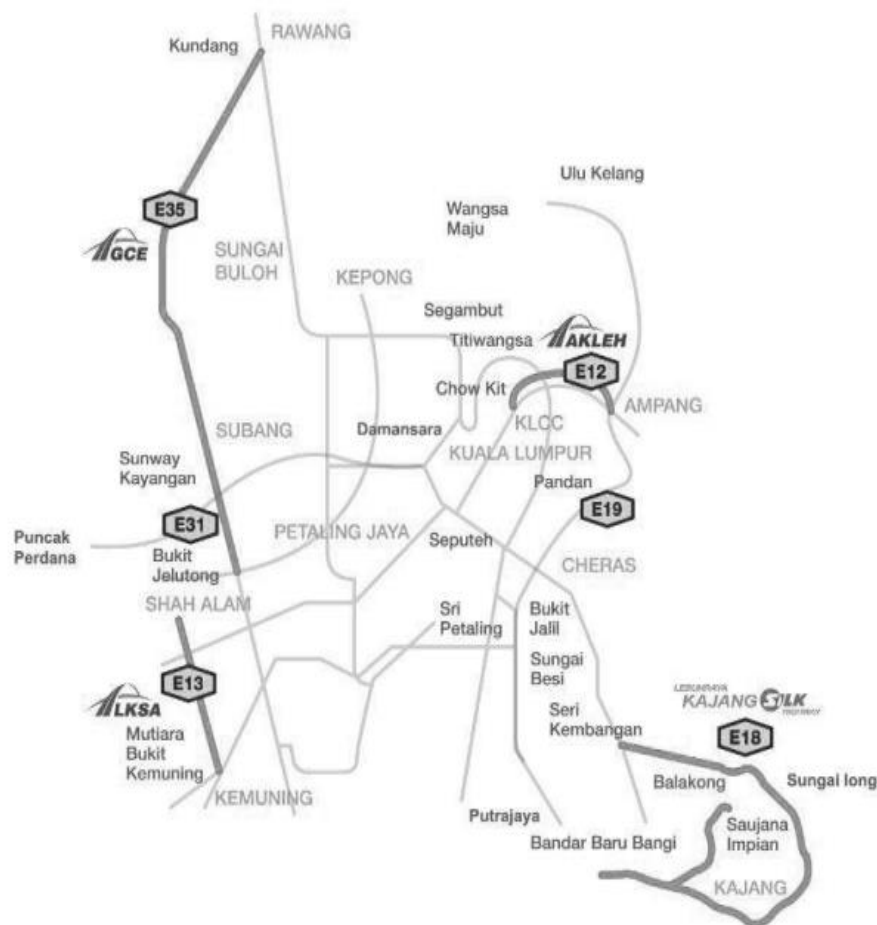 RAWANG
Kundang
Ulu Kelang
E35
Wangsa
Maju
GCE
SUNGAI
BULOH
KEPONG
Segambut
Titiwangsa
AKLEH
E12
Chow Kit
AMPANG
KLCC
SUBANG
Damansara
KUALA LUMPUR
Sunway
Kayangan
Pandan
E19
E31
PETALING JAYA
Puncak
Perdana
Seputeh
Bukit
Jelutong
CHERAS
SHAH ALAM
Sri
Petaling
Bukit
Jalil
Sungai
Besi
E13
LKSA
LEBUHRAYA
KAJANG SILK
HIGHWAY
Mutiara
Bukit
Kemuning
Seri
Kembangan
E18
Balakong
Sungai long
KEMUNING
Putrajaya
Saujana
Impian
Bandar Baru Bangi
KAJANG